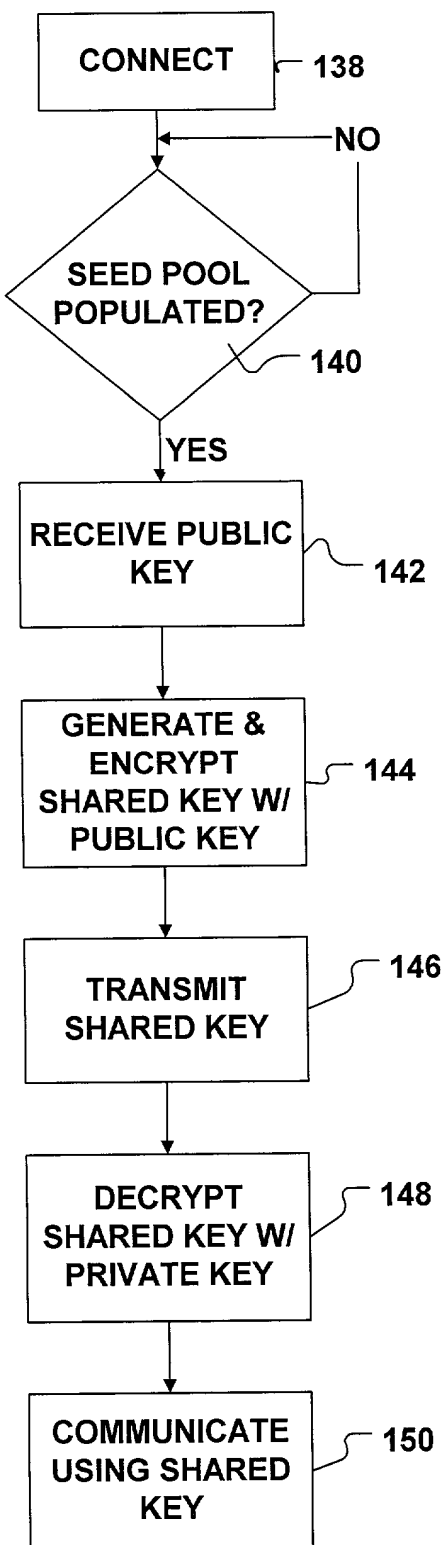 CONNECT
138
NO
SEED POOL
POPULATED?
140
YES
RECEIVE PUBLIC
KEY
142
GENERATE &
ENCRYPT
SHARED KEY W/
PUBLIC KEY
144
TRANSMIT
SHARED KEY
146
DECRYPT
SHARED KEY W/
PRIVATE KEY
148
COMMUNICATE
USING SHARED
KEY
150